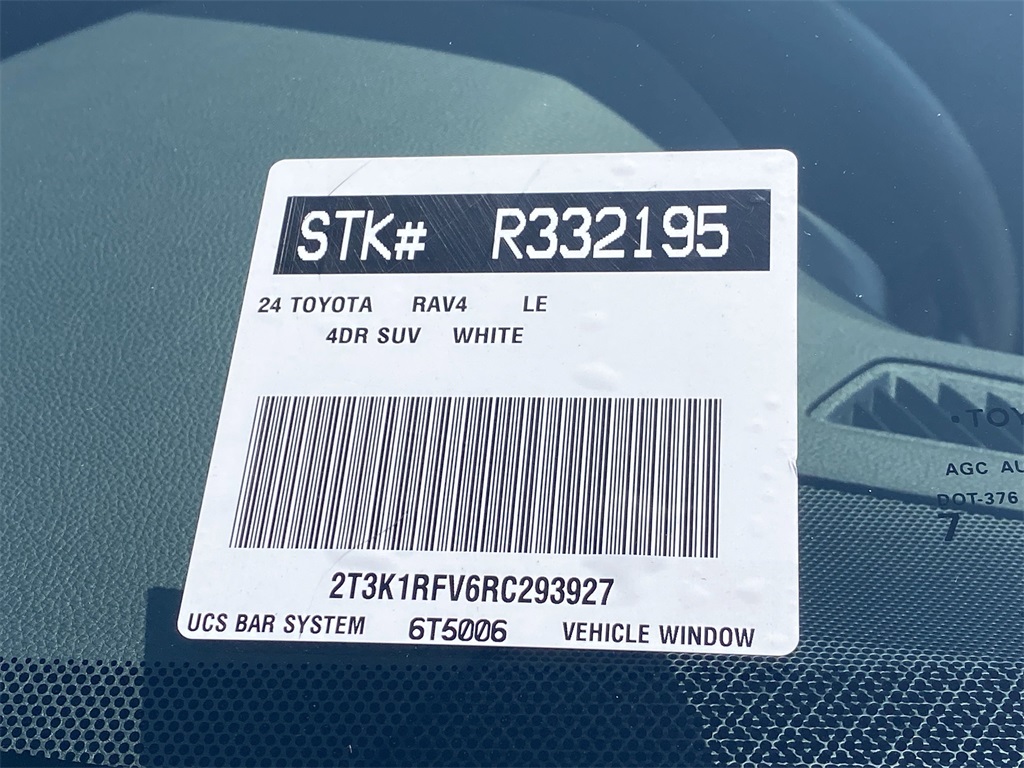 STK# R332195
24 TOYOTA RAV4 LE
4DR SUV WHITE
2T3K1RFV6RC293927
UCS BAR SYSTEM 6T5006 VEHICLE WINDOW
AGC
DOT-376
7